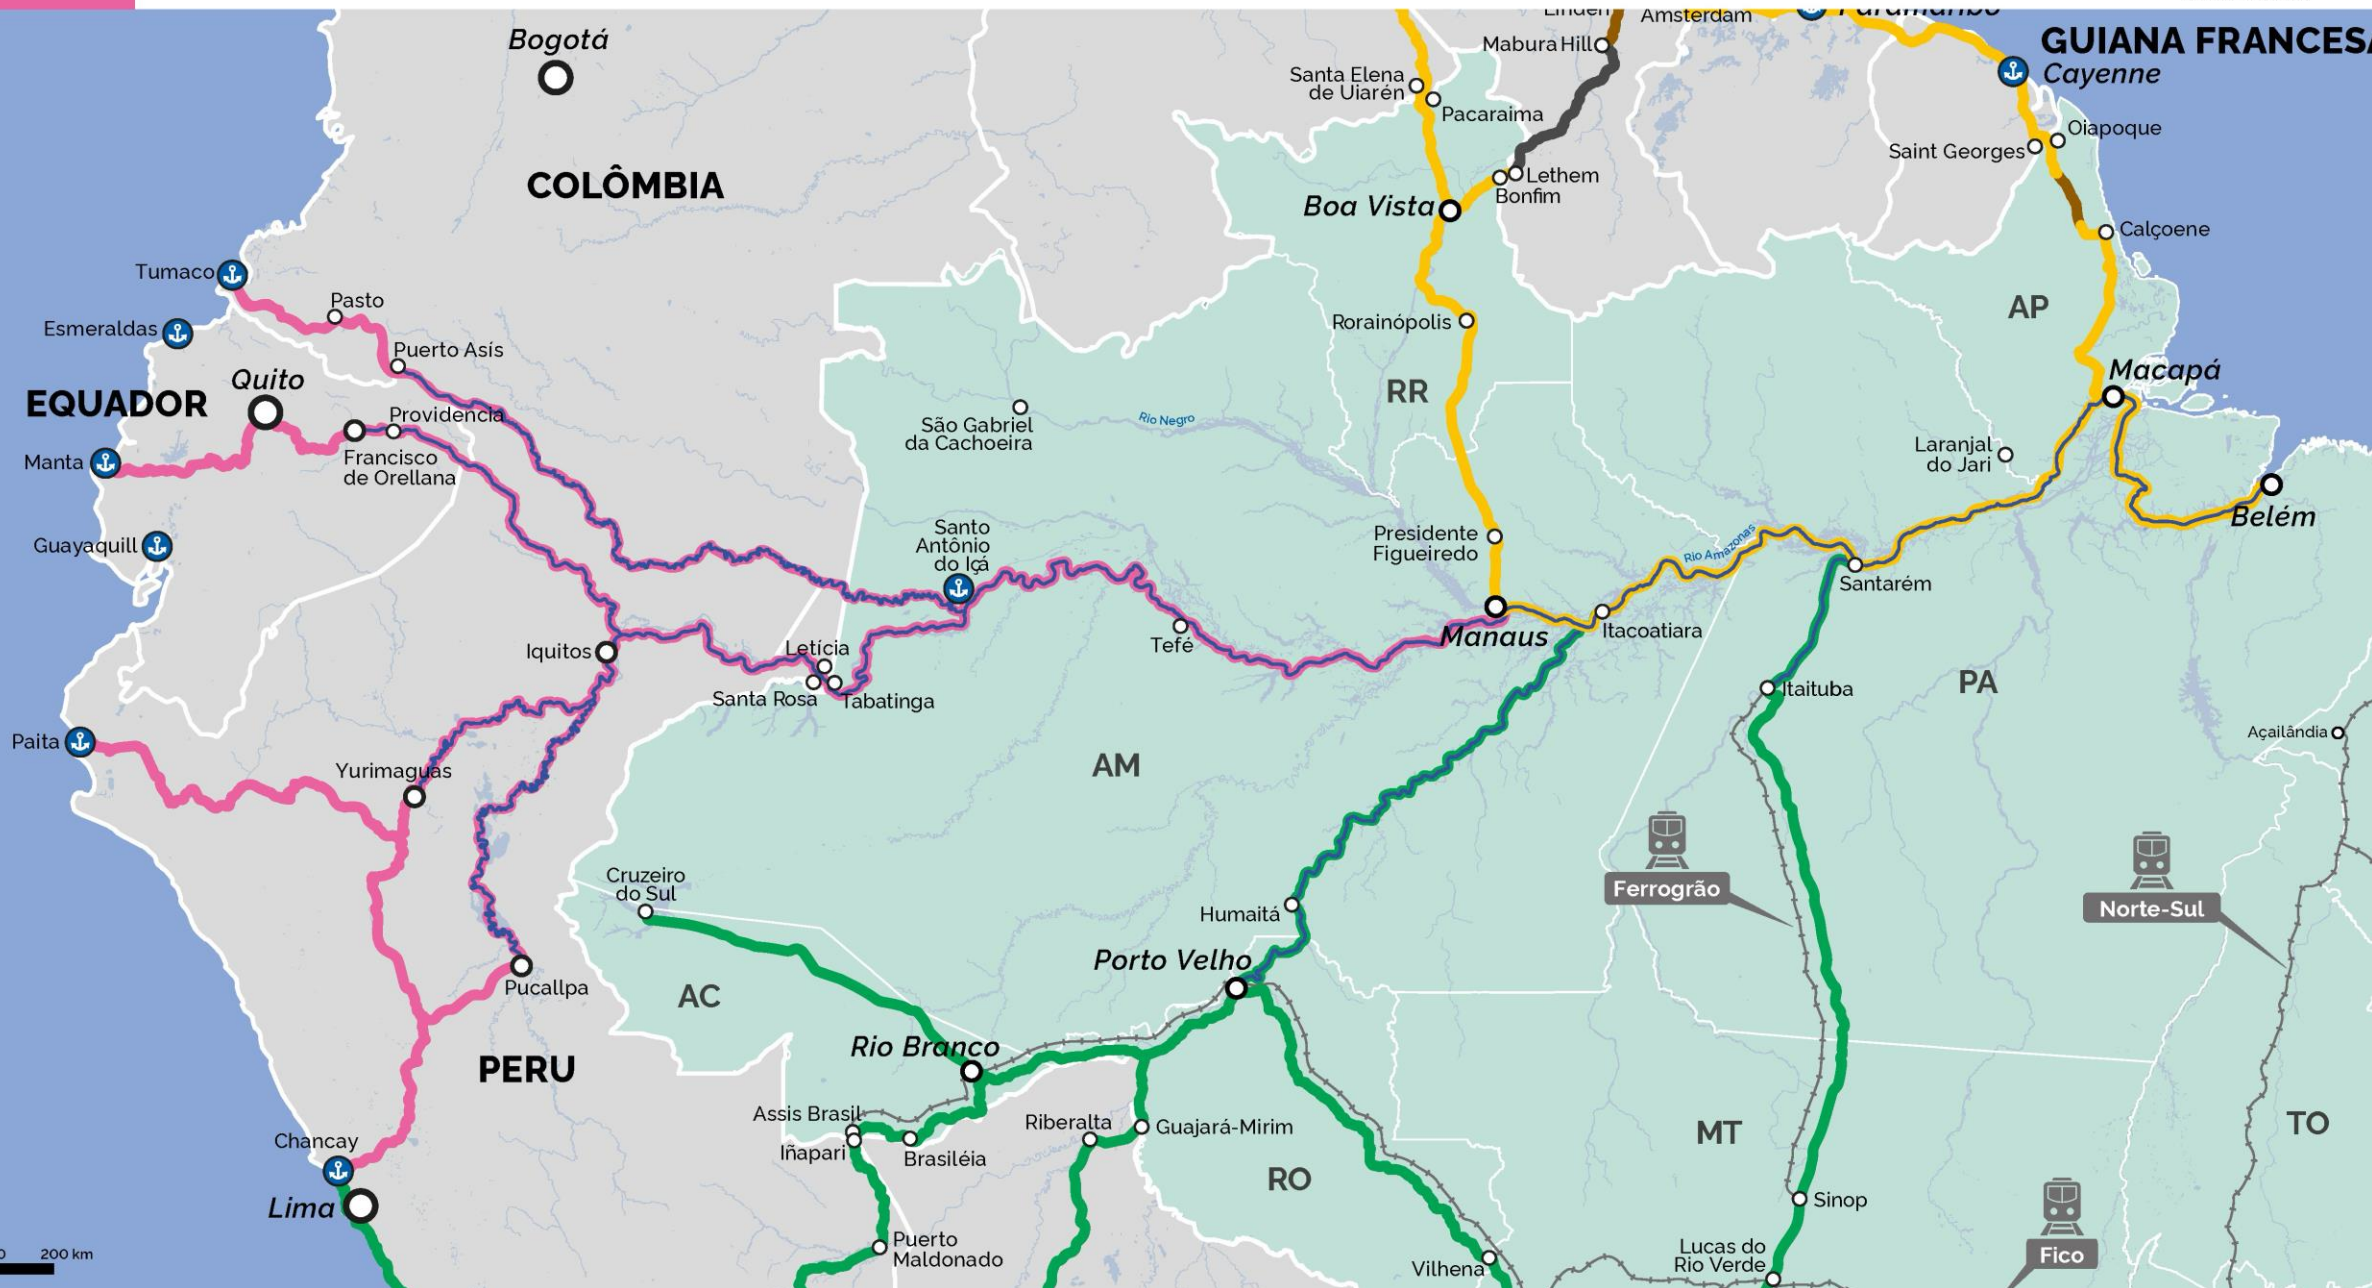 Linden
Amsterdam
Paramaribo
Bogotá
Mabura Hill
GUIANA FRANCESA
Cayenne
Santa Elena
de Uiarén
Pacaraima
Oiapoque
Saint Georges
COLÔMBIA
Lethem
Bonfim
Boa Vista
Calçoene
Tumaco
Pasto
Esmeraldas
AP
Rorainópolis
Puerto Asís
Quito
EQUADOR
Macapá
RR
Providencia
São Gabriel
da Cachoeira
Rio Negro
Laranjal
do Jari
Manta
Francisco
de Orellana
Belém
Guayaquill
Santo
Antônio
do Içá
Presidente
Figueiredo
Rio Amazonas
Santarém
Iquitos
Letícia
Tefé
Manaus
Itacoatiara
Santa Rosa
Tabatinga
Itaituba
PA
Paita
Açailândia
AM
Yurimaguas
Cruzeiro
do Sul
Ferrogrão
Norte-Sul
Humaitá
Porto Velho
AC
Pucallpa
Rio Branco
PERU
Assis Brasil
Iñapari
Brasiléia
Riberalta
Guajará-Mirim
MT
TO
Chancay
RO
Lima
Sinop
Puerto
Maldonado
0 200 km
Vilhena
Lucas do
Rio Verde
Fico